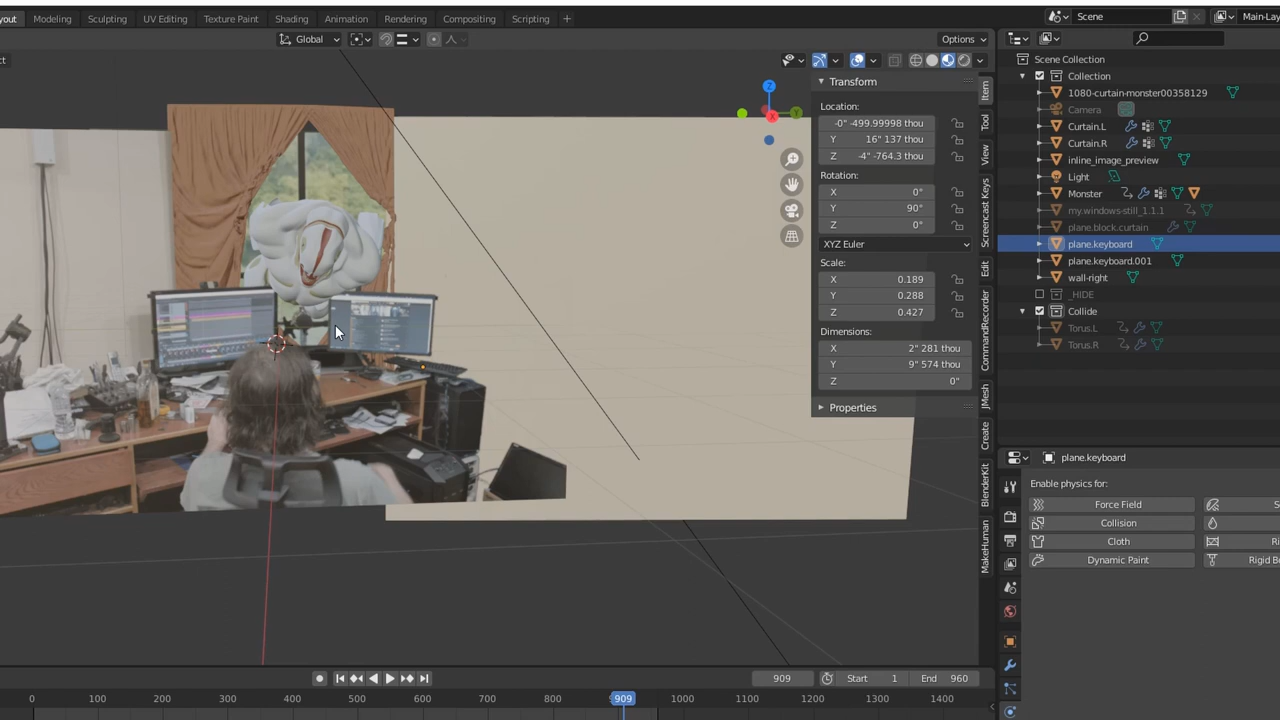 yout Modeling Sculpting UV Editing Texture Paint Shading Animation Rendering Compositing Scripting +
Scene
Main-Lay
Global
Options
ct
Transform
Location:
-0" -499.99998 thou
Y 16" 137 thou
Z -4" -764.3 thou
Rotation:
X 0°
Y 90°
Z 0°
XYZ Euler
Scale:
X 0.189
Y 0.288
Z 0.427
Dimensions:
X 2" 281 thou
Y 9" 574 thou
Z 0"
Properties
Item
Tool
View
Screencast Keys
Edit
CommandRecorder
JMesh
Create
BlenderKit
MakeHuman
Z
X
Y
Scene Collection
Collection
1080-curtain-monster00358129
Camera
Curtain.L
Curtain.R
inline_image_preview
Light
Monster
my.windows-still_1.1.1
plane.block.curtain
plane.keyboard
plane.keyboard.001
wall-right
_HIDE
Collide
Torus.L
Torus.R
plane.keyboard
Enable physics for:
Force Field
S
Collision
Cloth
Ri
Dynamic Paint
Rigid Bo
909
Start 1
End 960
0 100 200 300 400 500 600 700 800 909 1000 1100 1200 1300 1400